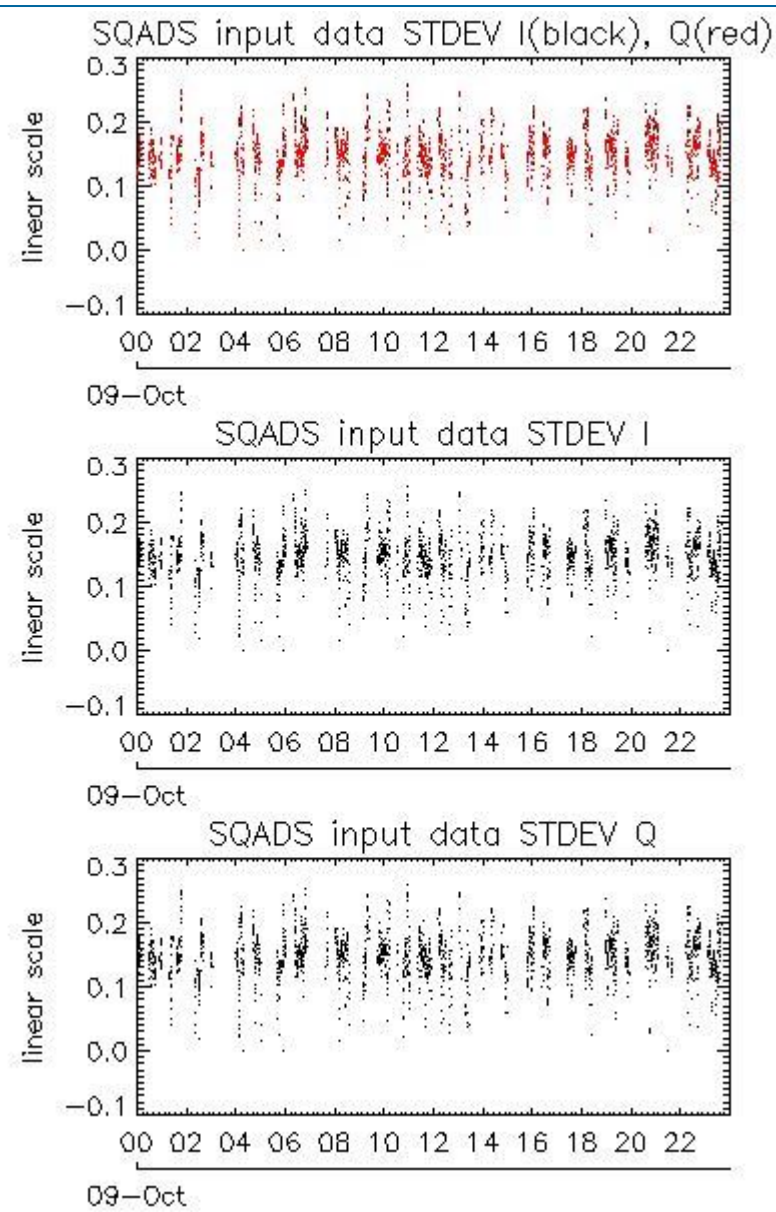 SQADS input data STDEV I(black), Q(red)
0.3
0.2
0.1
0.0
−0.1
linear scale
00 02 04 06 08 10 12 14 16 18 20 22
09−Oct
SQADS input data STDEV I
0.3
0.2
0.1
0.0
−0.1
linear scale
00 02 04 06 08 10 12 14 16 18 20 22
09−Oct
SQADS input data STDEV Q
0.3
0.2
0.1
0.0
−0.1
linear scale
00 02 04 06 08 10 12 14 16 18 20 22
09−Oct